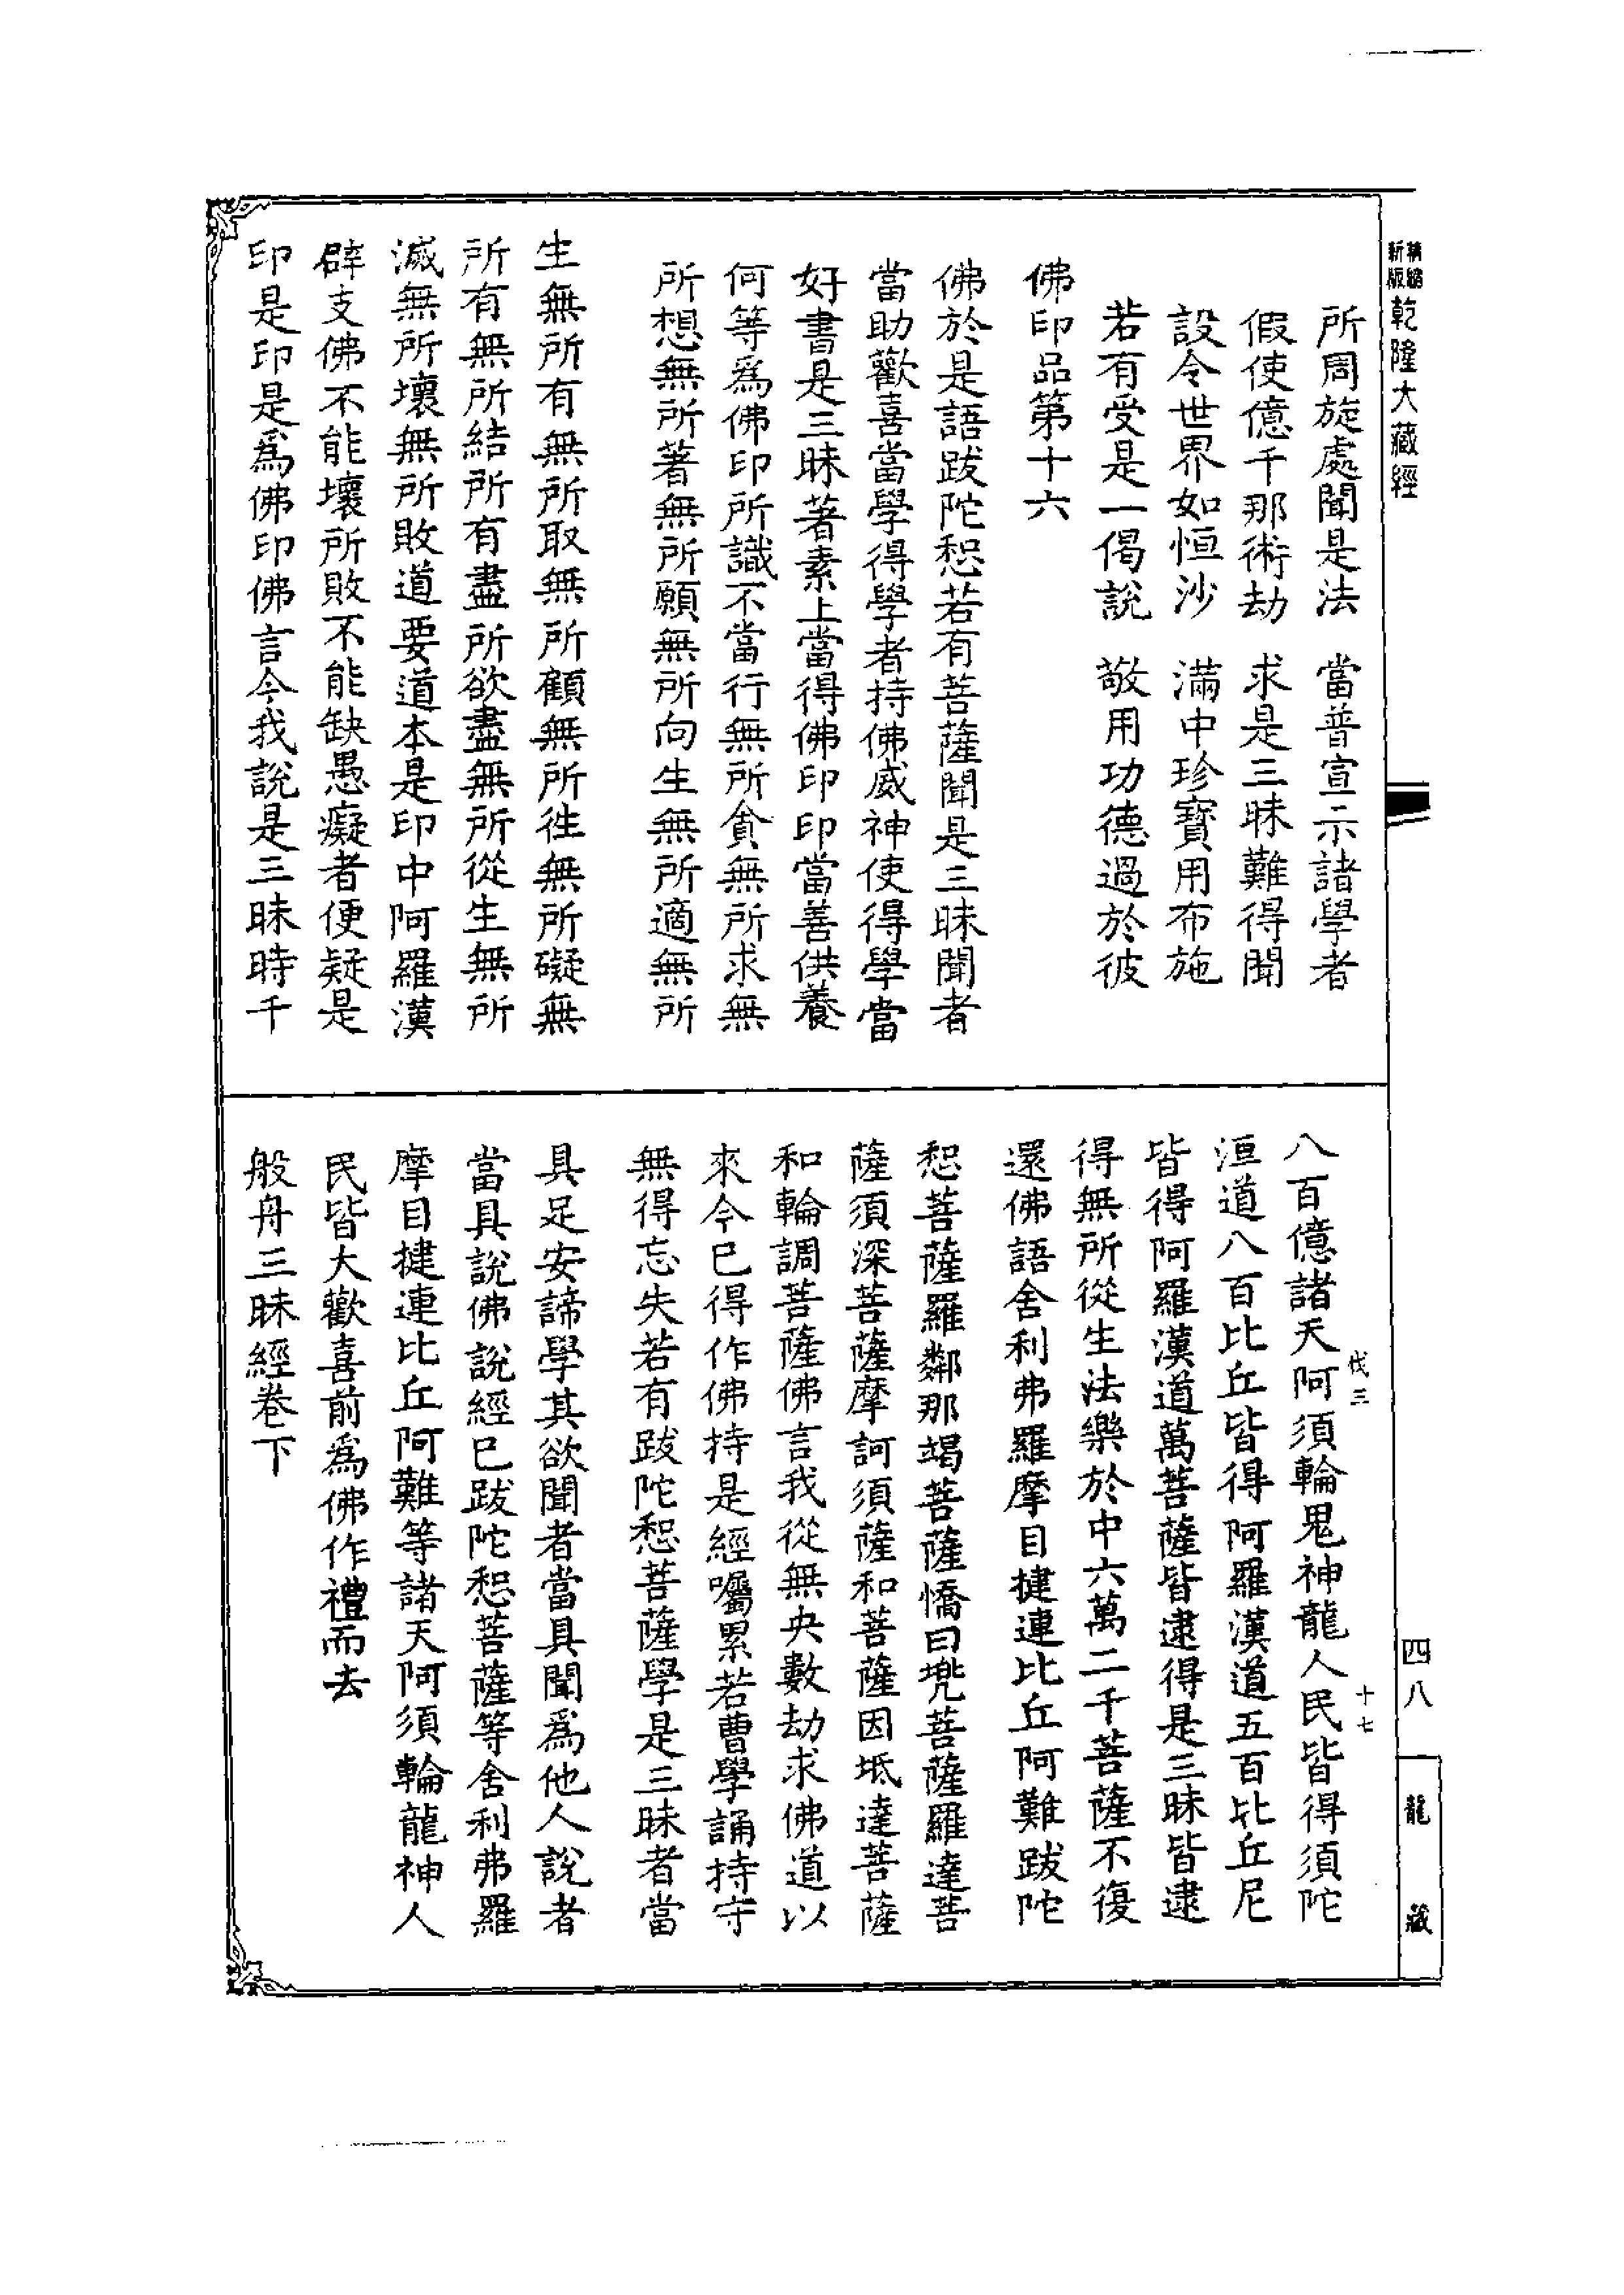 精縮新版乾隆大藏經
所周旋處聞是法　當普宣示諸學者
假使億千那術劫　求是三昧難得聞
設令世界如恒沙　滿中珍寶用布施
若有受是一偈說　敬用功德過於彼
佛印品第十六
佛於是語跋陀惒若有菩薩聞是三昧聞者
當助歡喜當學得學者持佛威神使得學當
好書是三昧著素上當得佛印印當善供養
何等爲佛印所識不當行無所貪無所求無
所想無所著無所願無所向生無所適無所
生無所有無所取無所顧無所往無所礙無
所有無所結所有盡所欲盡無所從生無所
滅無所壞無所敗道要道本是印中阿羅漢
辟支佛不能壞所敗不能缺愚癡者便疑是
印是印是爲佛印佛言今我說是三昧時千
八百億諸天阿須輪鬼神龍人民皆得須陀
洹道八百比丘皆得阿羅漢道五百比丘尼
皆得阿羅漢道萬菩薩皆逮得是三昧皆逮
得無所從生法樂於中六萬二千菩薩不復
還佛語舍利弗羅摩目揵連比丘阿難跋陀
惒菩薩羅鄰那竭菩薩憍曰兜菩薩羅達菩
薩須深菩薩摩訶須薩和菩薩因坻達菩薩
和輪調菩薩佛言我從無央數劫求佛道以
來今已得作佛持是經囑累若曹學誦持守
無得忘失若有跋陀惒菩薩學是三昧者當
具足安諦學其欲聞者當具聞爲他人說者
當具說佛說經已跋陀惒菩薩等舍利弗羅
摩目揵連比丘阿難等諸天阿須輪龍神人
民皆大歡喜前爲佛作禮而去
般舟三昧經卷下
伐三
十七
四八
龍藏